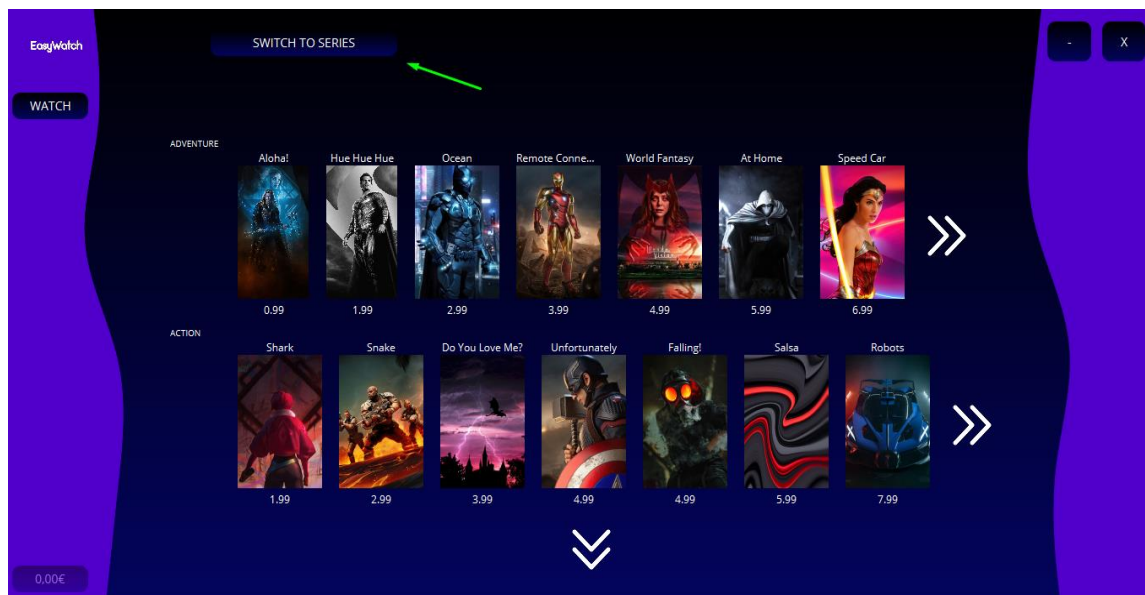 EasyWatch
SWITCH TO SERIES
-
X
WATCH
ADVENTURE
Aloha!
Hue Hue Hue
Ocean
Remote Conne...
World Fantasy
At Home
Speed Car
0.99
1.99
2.99
3.99
4.99
5.99
6.99
ACTION
Shark
Snake
Do You Love Me?
Unfortunately
Falling!
Salsa
Robots
1.99
2.99
3.99
4.99
4.99
5.99
7.99
0,00€